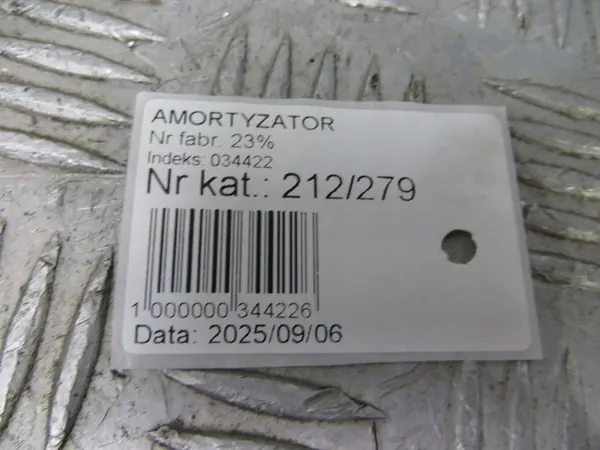 AMORTYZATOR
Nr fabr. 23%
Indeks: 034422
Nr kat.: 212/279
1 000000 344226
Data: 2025/09/06